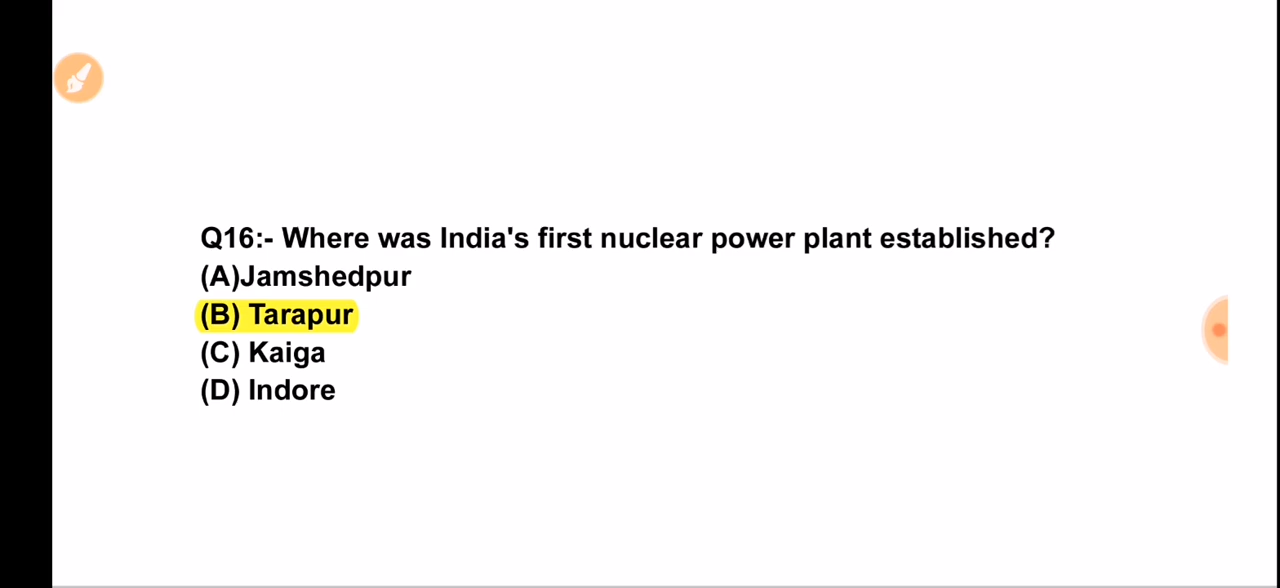 Q16:- Where was India's first nuclear power plant established?
(A)Jamshedpur
(B) Tarapur
(C) Kaiga
(D) Indore